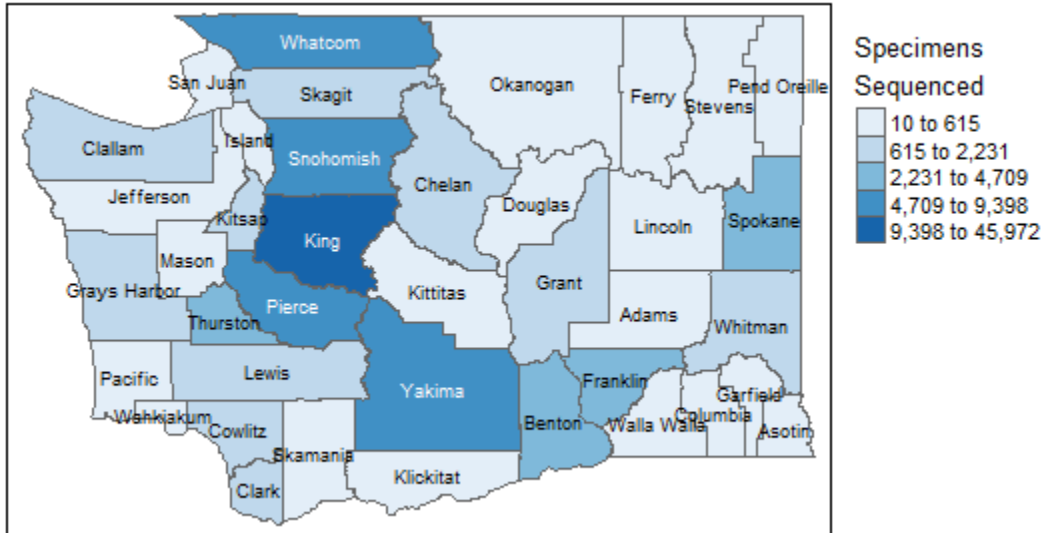 Whatcom
San Juan
Skagit
Okanogan
Ferry
Stevens
Pend Oreille
Clallam
Island
Snohomish
Chelan
Jefferson
Kitsap
King
Douglas
Lincoln
Spokane
Mason
Grays Harbor
Kittitas
Grant
Pierce
Thurston
Adams
Whitman
Pacific
Lewis
Yakima
Franklin
Garfield
Wahkiakum
Cowlitz
Benton
Walla Walla
Columbia
Asotin
Skamania
Klickitat
Clark
Specimens
Sequenced
10 to 615
615 to 2,231
2,231 to 4,709
4,709 to 9,398
9,398 to 45,972